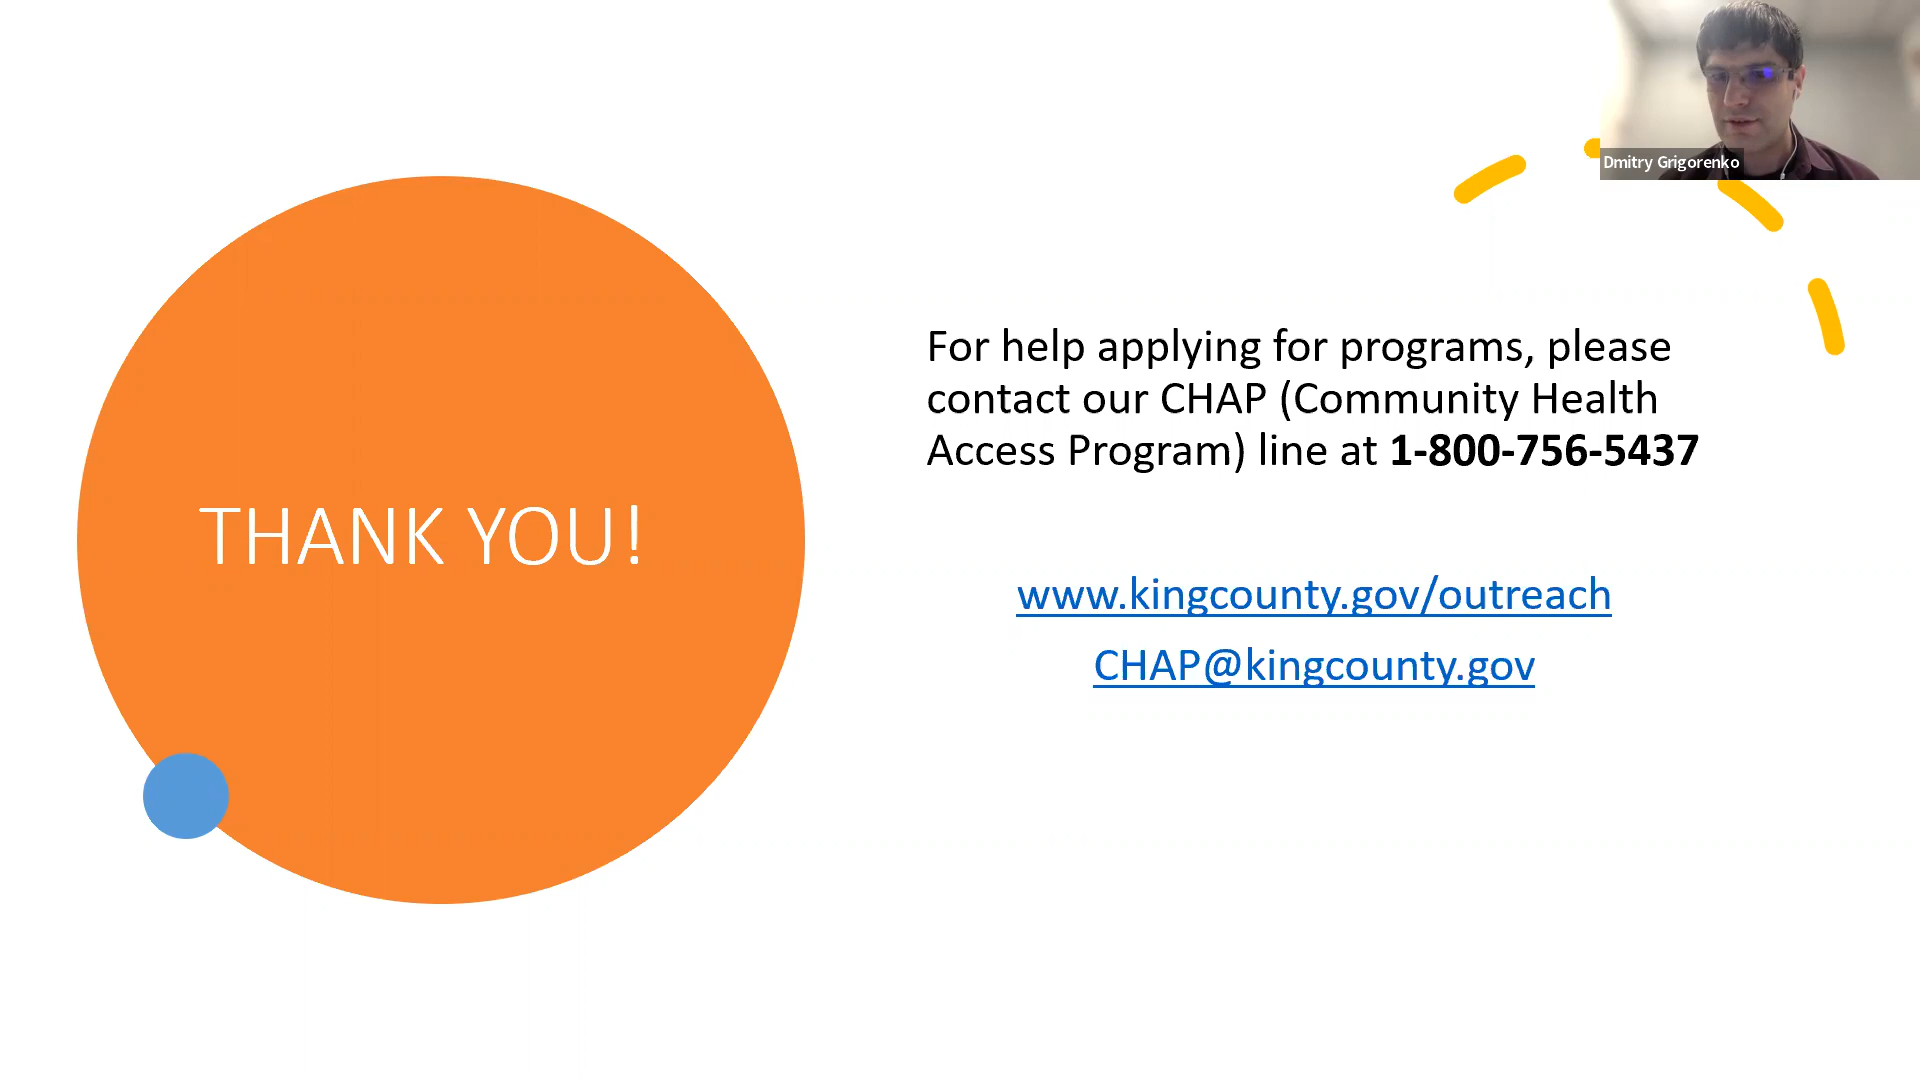 Dmitry Grigorenko
THANK YOU!
For help applying for programs, please
contact our CHAP (Community Health
Access Program) line at 1-800-756-5437
www.kingcounty.gov/outreach
CHAP@kingcounty.gov